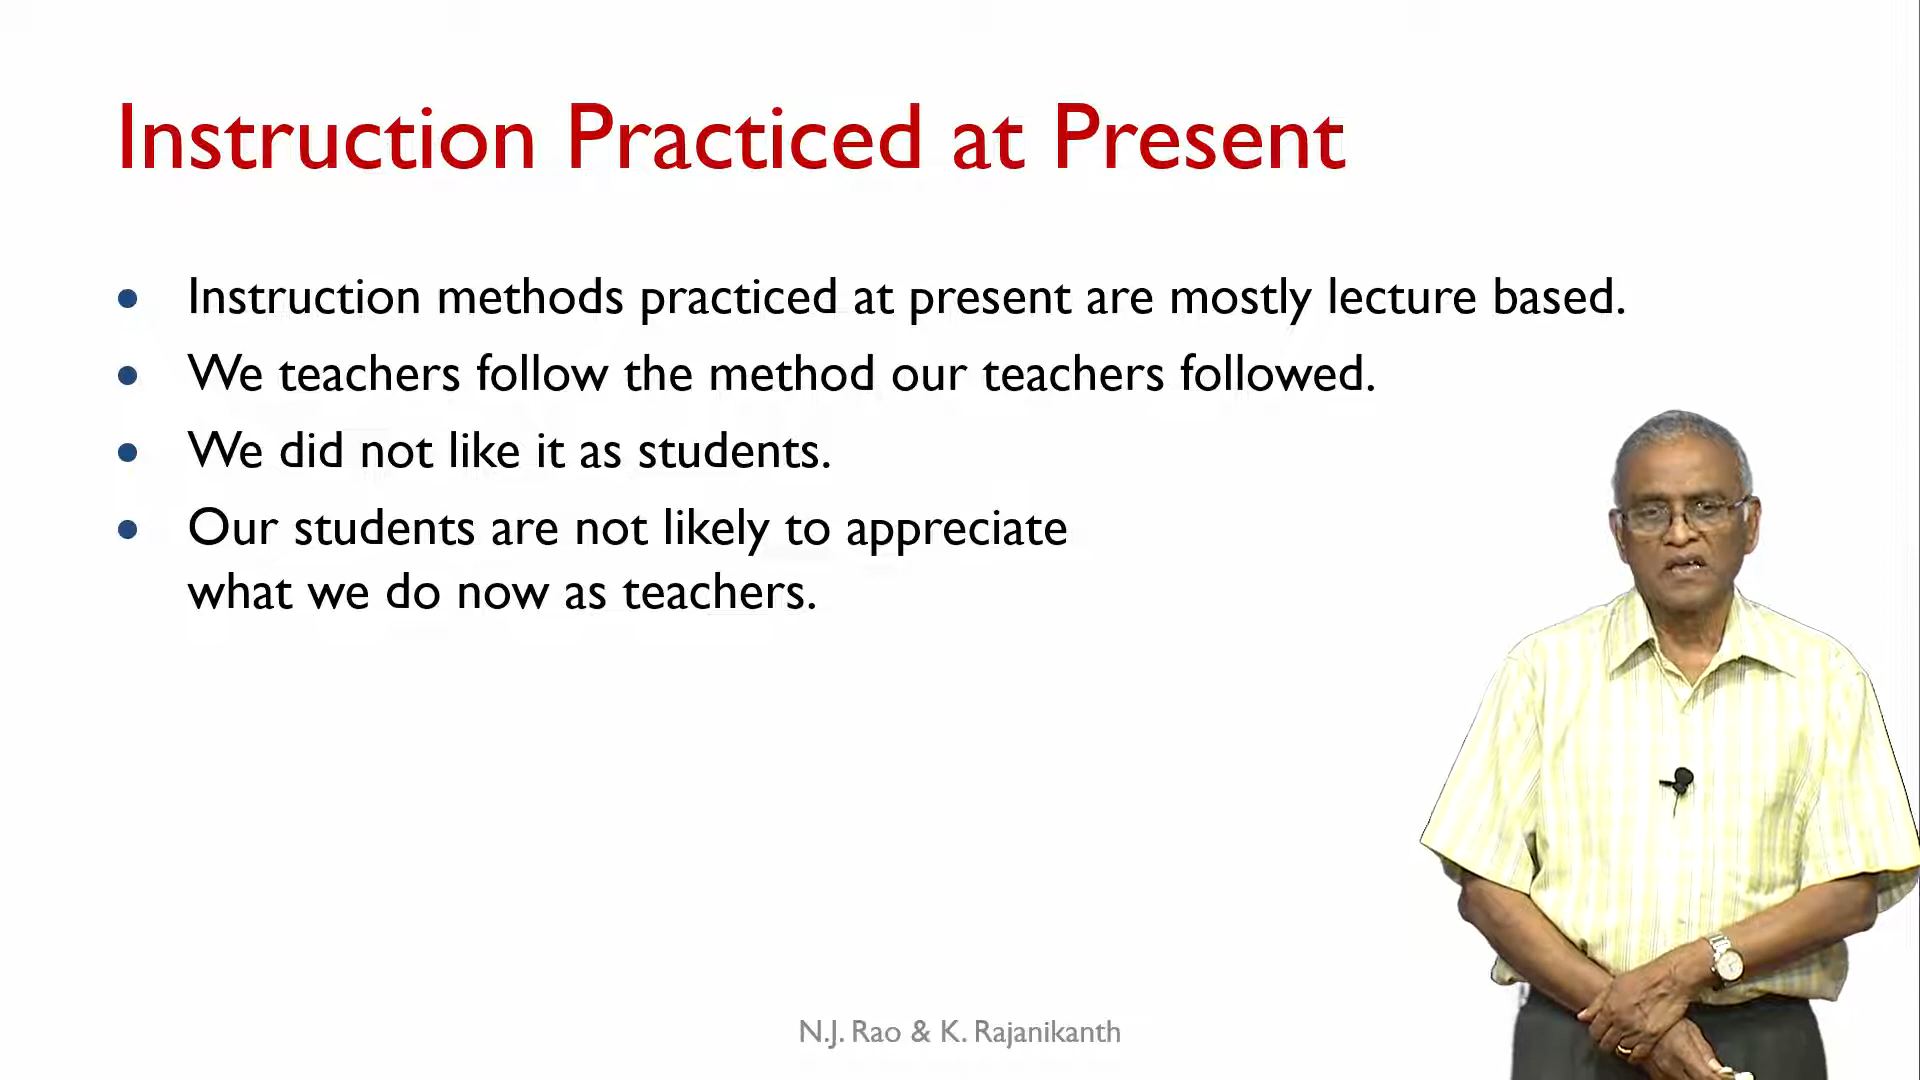 Instruction Practiced at Present
• Instruction methods practiced at present are mostly lecture based.
• We teachers follow the method our teachers followed.
• We did not like it as students.
• Our students are not likely to appreciate
what we do now as teachers.
N.J. Rao & K. Rajanikanth